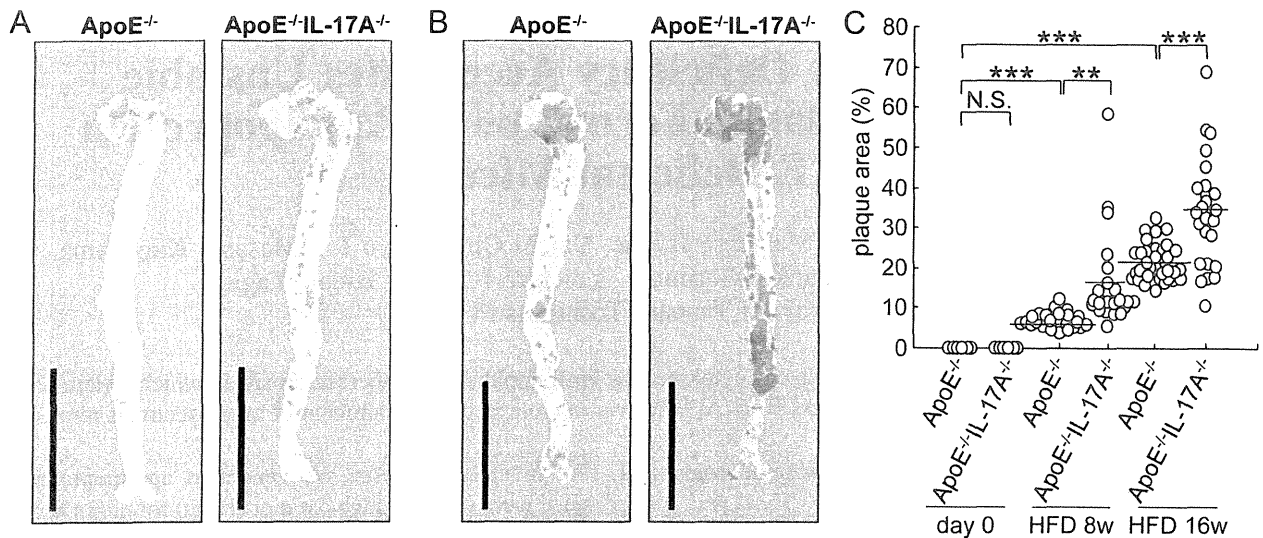 A
ApoE-/-
ApoE-/-IL-17A-/-
B
ApoE-/-
ApoE-/-IL-17A-/-
C
plaque area (%)
80
70
60
50
40
30
20
10
0
***
***
***
**
N.S.
ApoE-/-
ApoE-/-IL-17A-/-
ApoE-/-
ApoE-/-IL-17A-/-
ApoE-/-
ApoE-/-IL-17A-/-
day 0
HFD 8w
HFD 16w